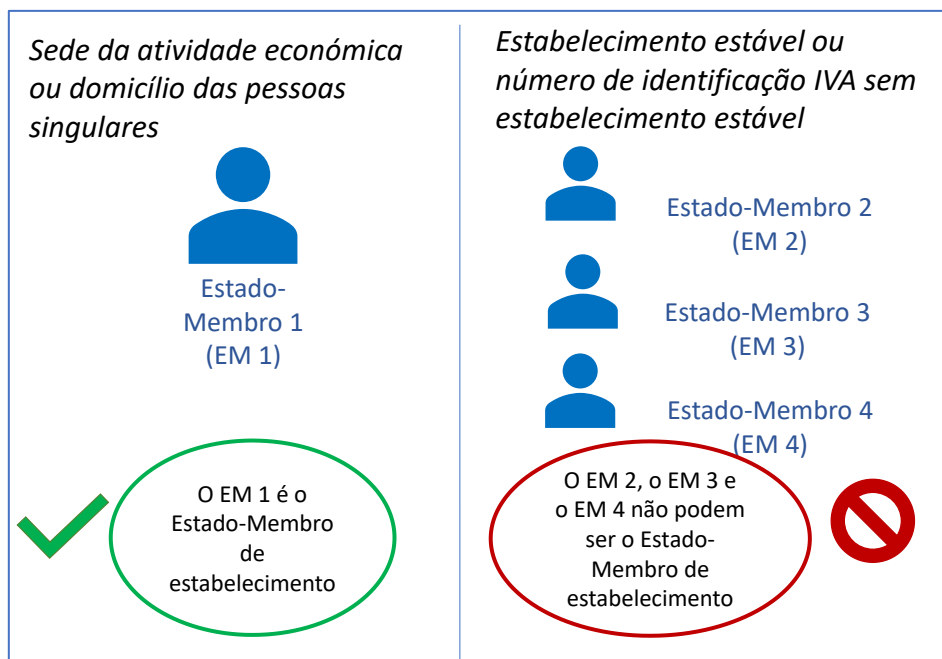 Sede da atividade económica
ou domicílio das pessoas
singulares
Estado-
Membro 1
(EM 1)
O EM 1 é o
Estado-Membro
de
estabelecimento
Estabelecimento estável ou
número de identificação IVA sem
estabelecimento estável
Estado-Membro 2
(EM 2)
Estado-Membro 3
(EM 3)
Estado-Membro 4
(EM 4)
O EM 2, o EM 3 e
o EM 4 não podem
ser o Estado-
Membro de
estabelecimento